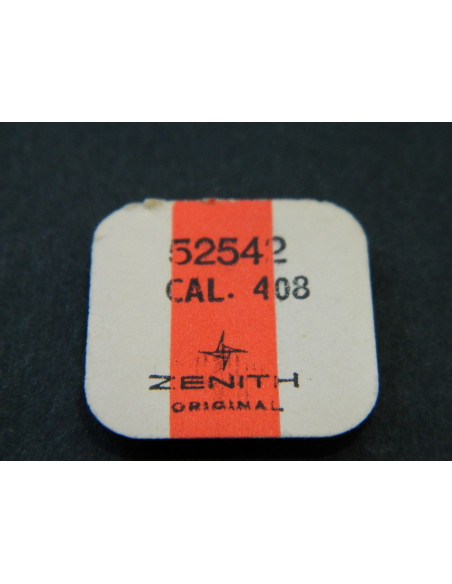 52542
CAL. 408
ZENITH
ORIGINAL